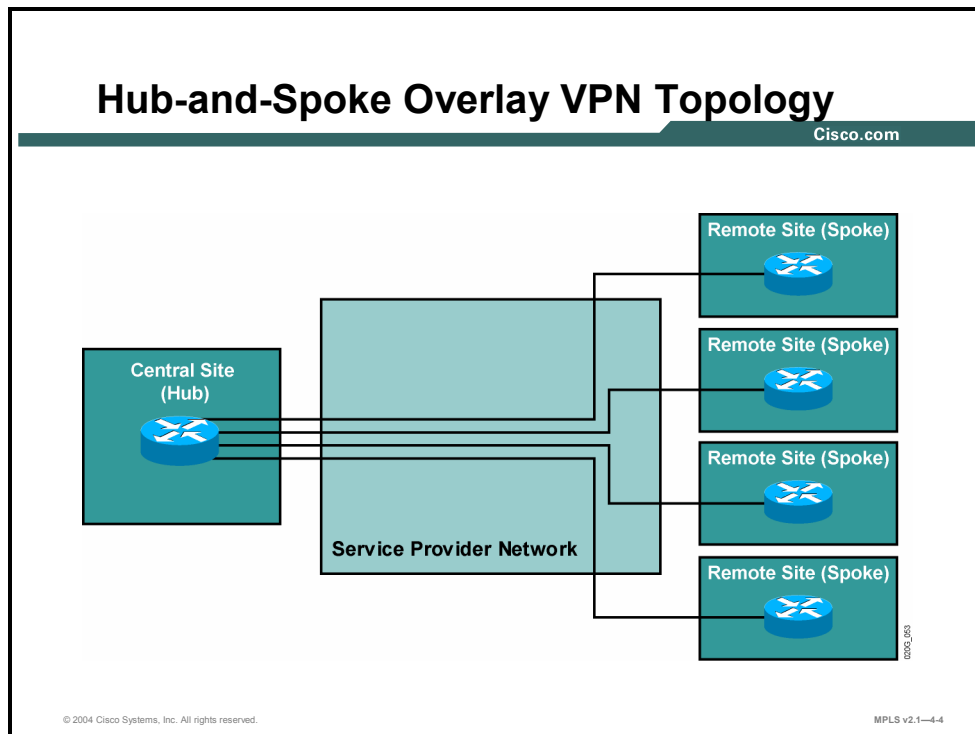 Hub-and-Spoke Overlay VPN Topology
Cisco.com
Remote Site (Spoke)
Remote Site (Spoke)
Central Site
(Hub)
Remote Site (Spoke)
Service Provider Network
Remote Site (Spoke)
020G_053
© 2004 Cisco Systems, Inc. All rights reserved.
MPLS v2.1—4-4